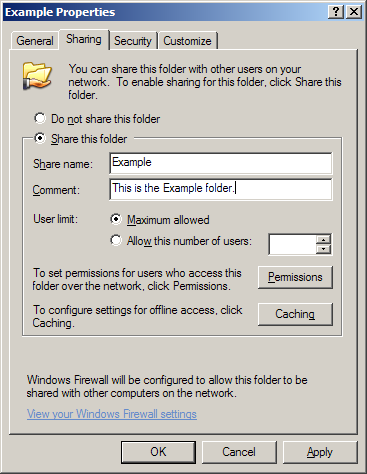 Example Properties
General Sharing Security Customize
You can share this folder with other users on your
network. To enable sharing for this folder, click Share this
folder.
Do not share this folder
Share this folder
Share name: Example
Comment: This is the Example folder.
User limit: Maximum allowed
Allow this number of users:
To set permissions for users who access this
folder over the network, click Permissions.
Permissions
To configure settings for offline access, click
Caching.
Caching
Windows Firewall will be configured to allow this folder to be
shared with other computers on the network.
View your Windows Firewall settings
OK Cancel Apply